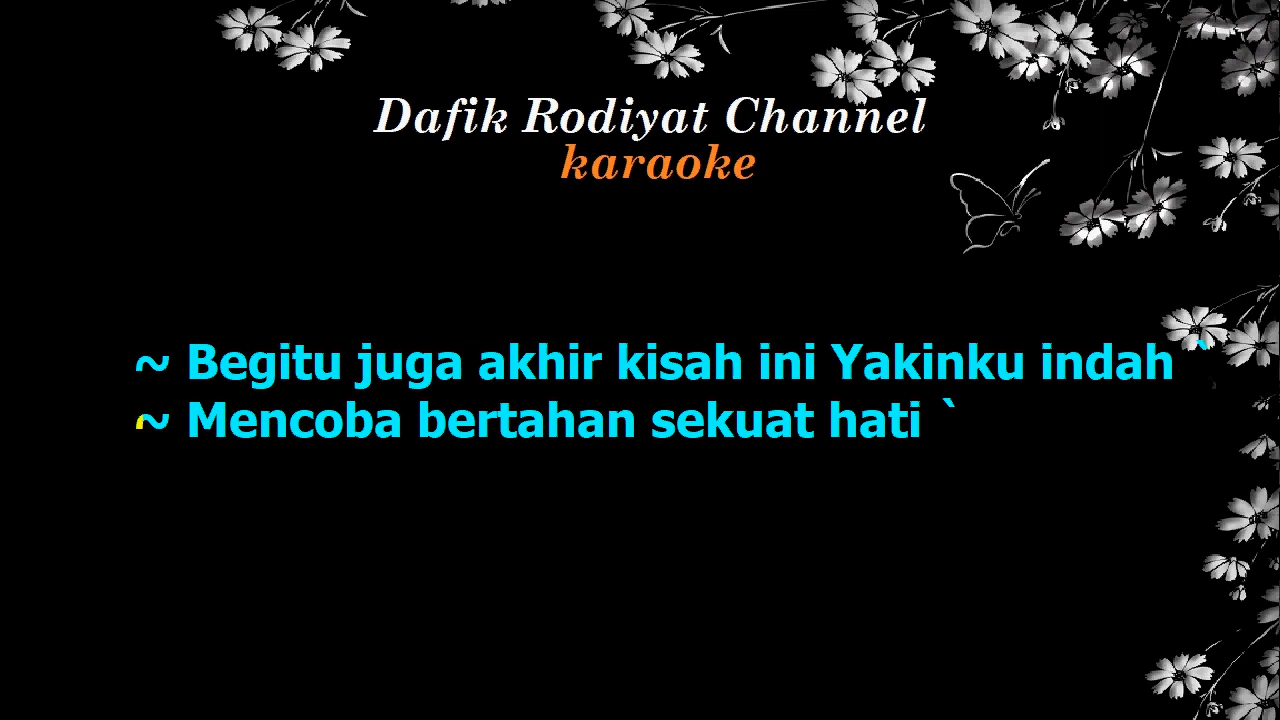 Dafik Rodiyat Channel
karaoke
~ Begitu juga akhir kisah ini Yakinku indah `
~ Mencoba bertahan sekuat hati `